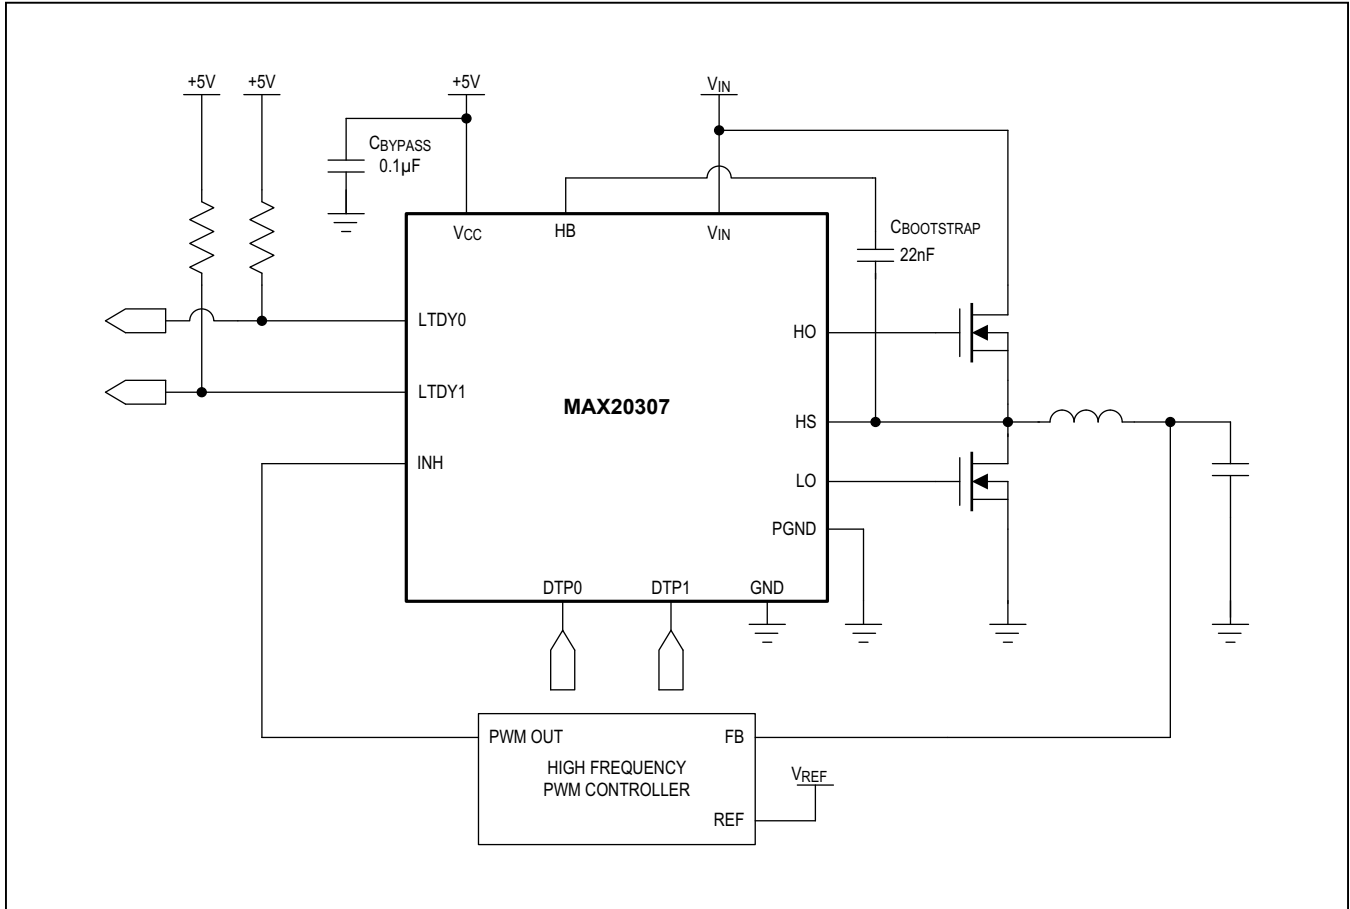 +5V
+5V
+5V
VIN
CBYPASS
0.1µF
VCC
HB
VIN
CBOOTSTRAP
22nF
LTDY0
HO
LTDY1
MAX20307
HS
INH
LO
PGND
DTP0
DTP1
GND
PWM OUT
FB
HIGH FREQUENCY
PWM CONTROLLER
VREF
REF